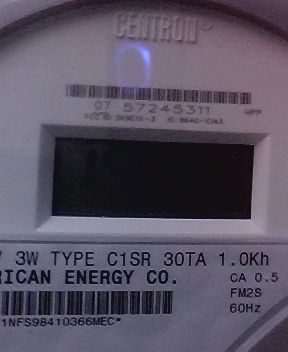 CENTRON®
07 57245311
3W TYPE C1SR 30TA 1.0Kh
RICAN ENERGY CO.
CA 0.5
FM2S
60Hz
1NFS98410366MEC*